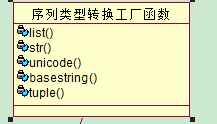 序列类型转换工厂函数
list()
str()
unicode()
basestring()
tuple()